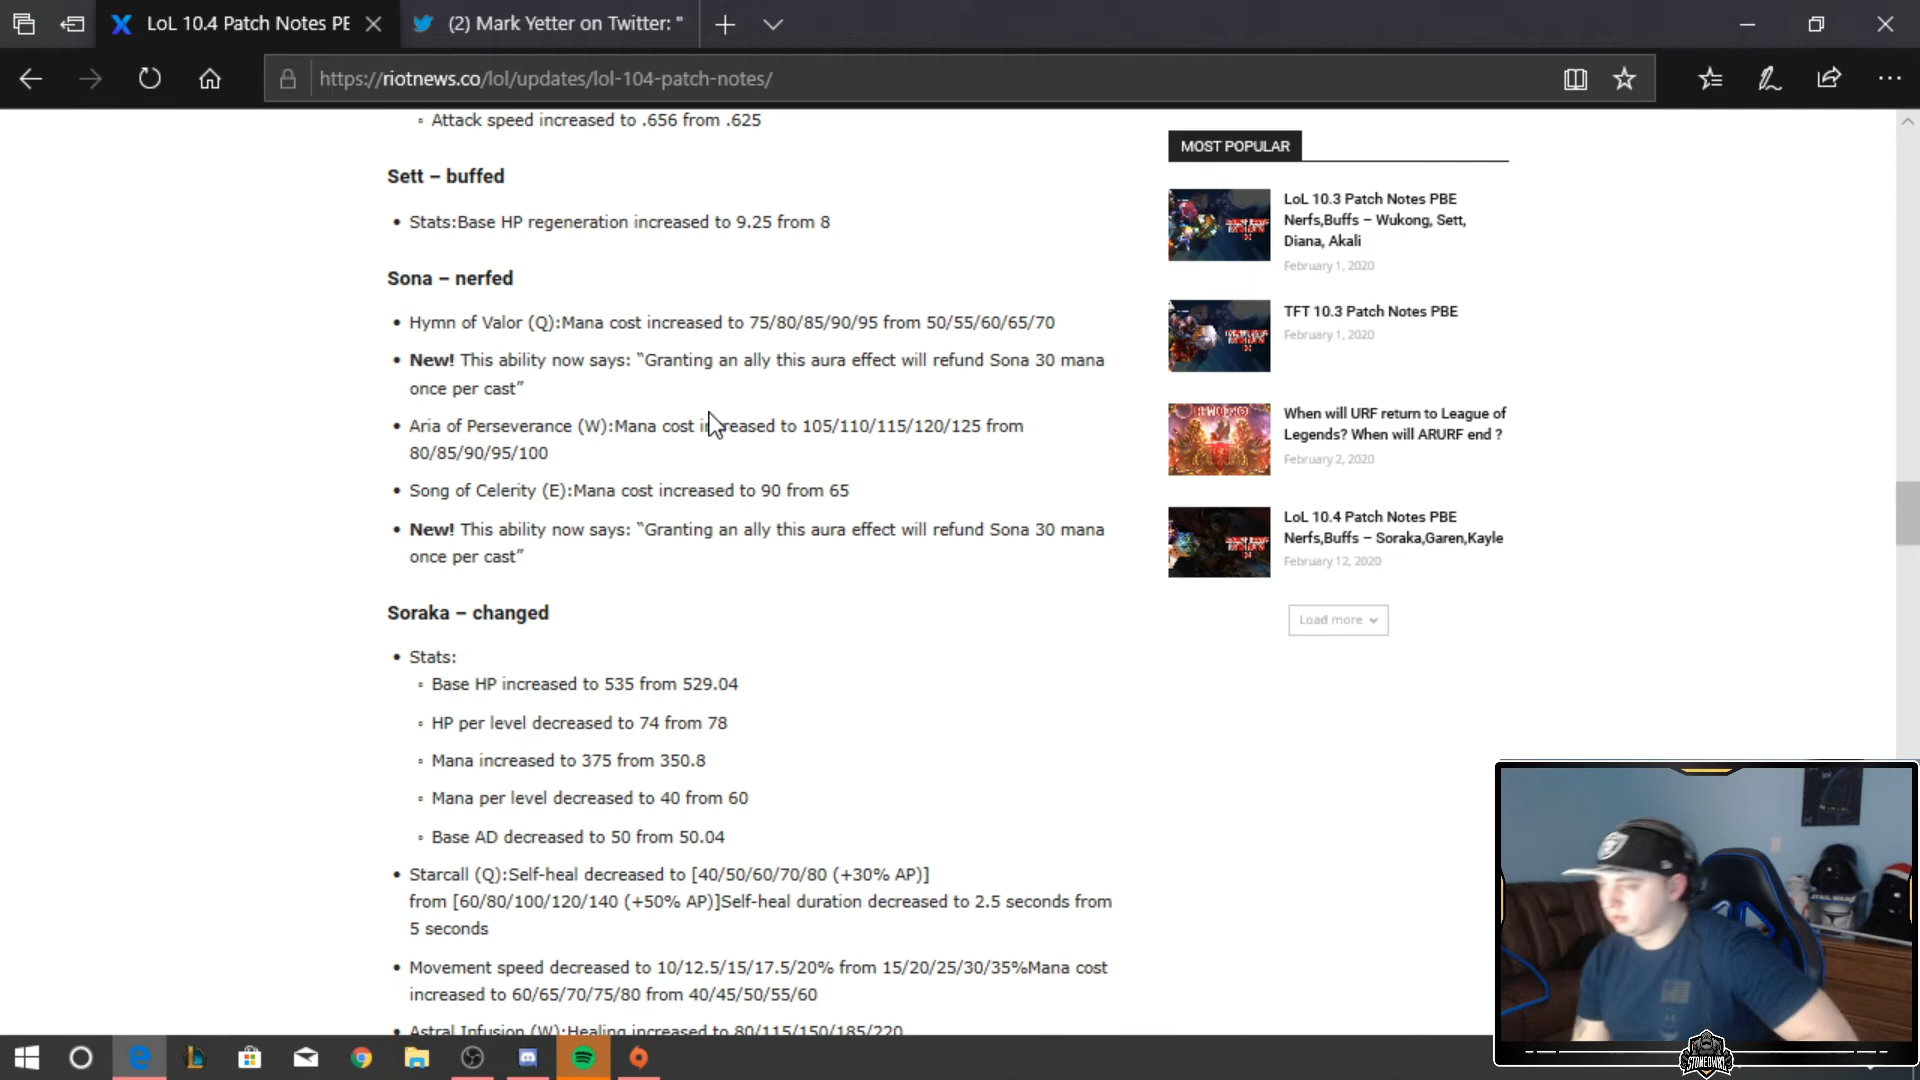 LoL 10.4 Patch Notes PE
(2) Mark Yetter on Twitter: "
https://riotnews.co/lol/updates/lol-104-patch-notes/
Attack speed increased to .656 from .625
Sett – buffed
Stats:Base HP regeneration increased to 9.25 from 8
Sona – nerfed
Hymn of Valor (Q):Mana cost increased to 75/80/85/90/95 from 50/55/60/65/70
New! This ability now says: “Granting an ally this aura effect will refund Sona 30 mana
once per cast”
Aria of Perseverance (W):Mana cost increased to 105/110/115/120/125 from
80/85/90/95/100
Song of Celerity (E):Mana cost increased to 90 from 65
New! This ability now says: “Granting an ally this aura effect will refund Sona 30 mana
once per cast”
Soraka – changed
Stats:
Base HP increased to 535 from 529.04
HP per level decreased to 74 from 78
Mana increased to 375 from 350.8
Mana per level decreased to 40 from 60
Base AD decreased to 50 from 50.04
Starcall (Q):Self-heal decreased to [40/50/60/70/80 (+30% AP)]
from [60/80/100/120/140 (+50% AP)]Self-heal duration decreased to 2.5 seconds from
5 seconds
Movement speed decreased to 10/12.5/15/17.5/20% from 15/20/25/30/35%Mana cost
increased to 60/65/70/75/80 from 40/45/50/55/60
Astral Infusion (W):Healing increased to 80/115/150/185/220
MOST POPULAR
LoL 10.3 Patch Notes PBE
Nerfs,Buffs – Wukong, Sett,
Diana, Akali
February 1, 2020
TFT 10.3 Patch Notes PBE
February 1, 2020
When will URF return to League of
Legends? When will ARURF end ?
February 2, 2020
LoL 10.4 Patch Notes PBE
Nerfs,Buffs – Soraka,Garen,Kayle
February 12, 2020
Load more